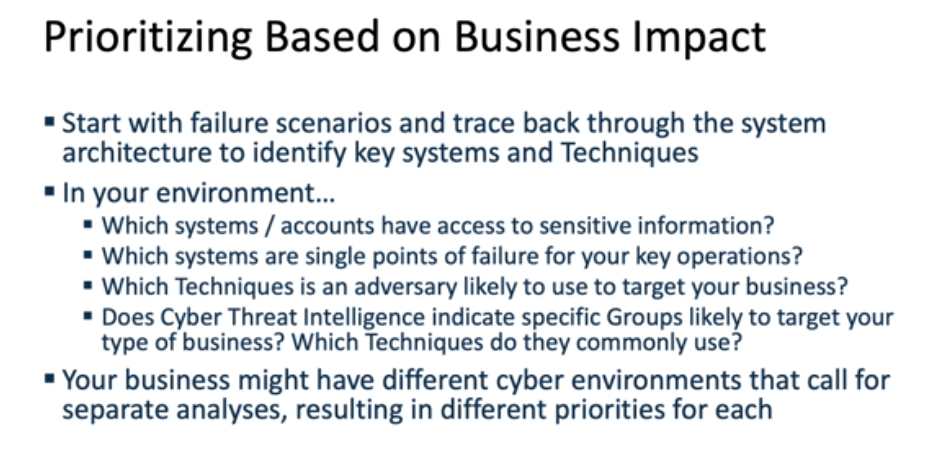 Prioritizing Based on Business Impact
▪ Start with failure scenarios and trace back through the system
architecture to identify key systems and Techniques
▪ In your environment...
▪ Which systems / accounts have access to sensitive information?
▪ Which systems are single points of failure for your key operations?
▪ Which Techniques is an adversary likely to use to target your business?
▪ Does Cyber Threat Intelligence indicate specific Groups likely to target your
type of business? Which Techniques do they commonly use?
▪ Your business might have different cyber environments that call for
separate analyses, resulting in different priorities for each